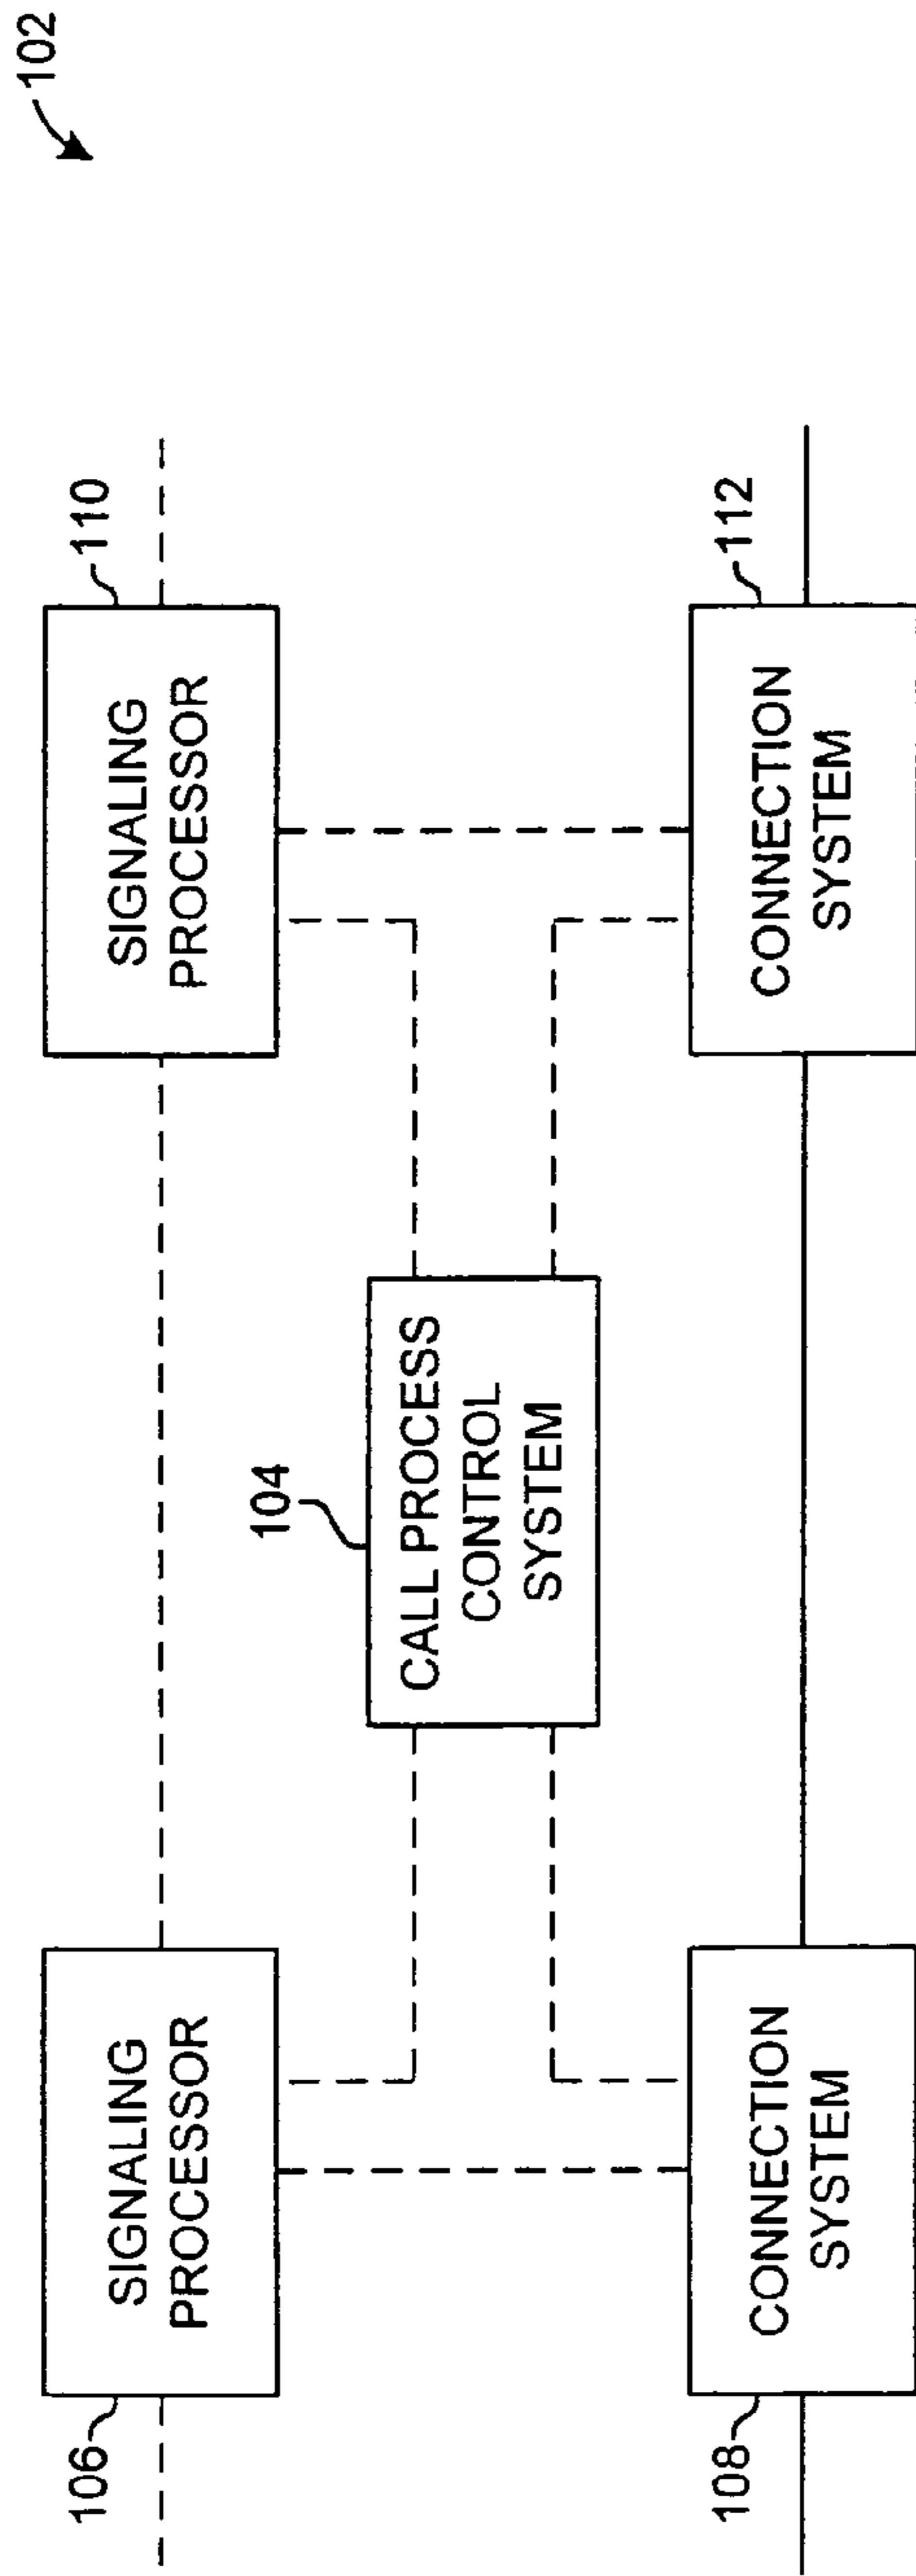 102
106
SIGNALING
PROCESSOR
110
SIGNALING
PROCESSOR
104
CALL PROCESS
CONTROL
SYSTEM
108
CONNECTION
SYSTEM
112
CONNECTION
SYSTEM